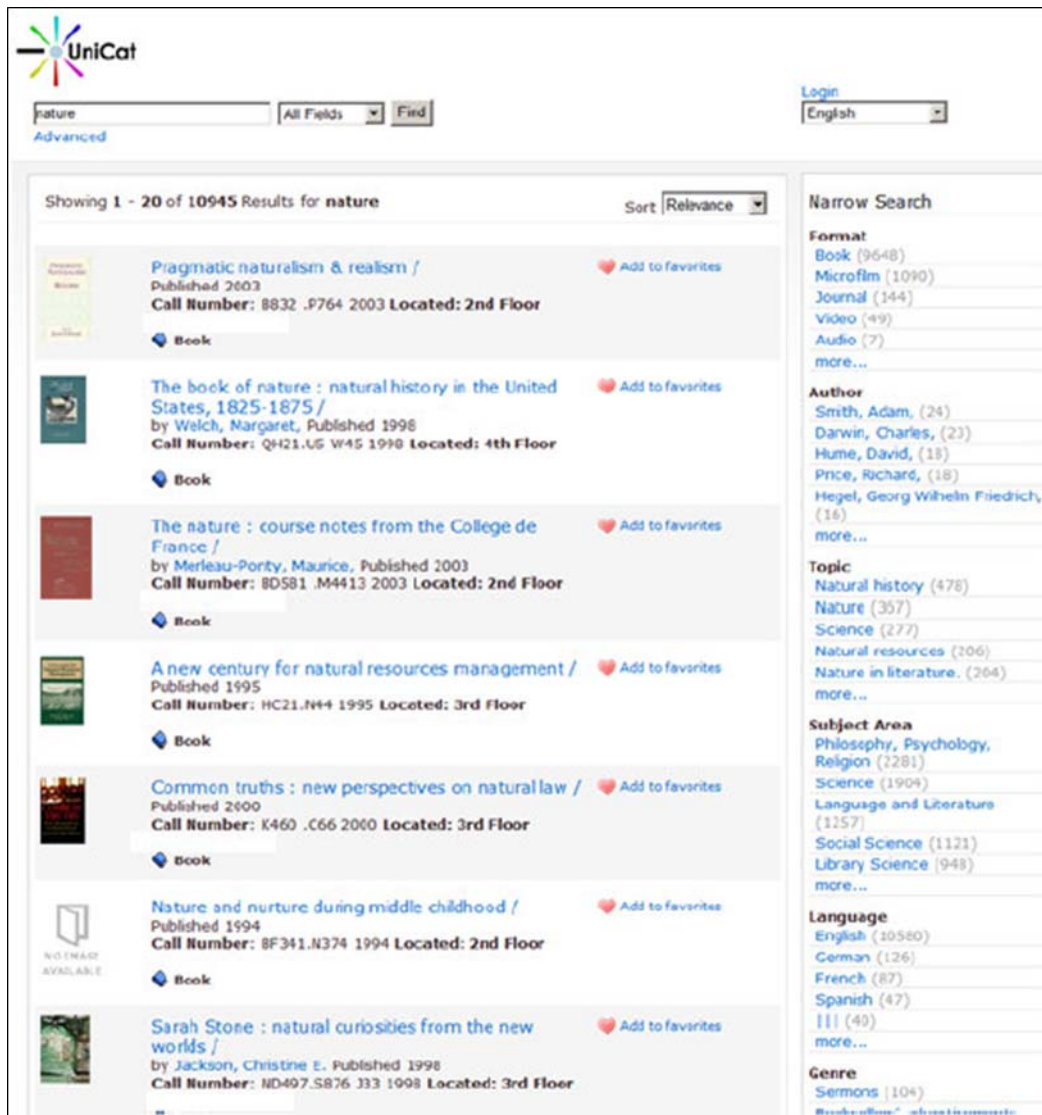 UniCat
nature
All Fields
Find
Advanced
Login
English
Showing 1 - 20 of 10945 Results for nature
Sort Relevance
Pragmatic naturalism & realism /
Published 2003
Call Number: B832 .P764 2003 Located: 2nd Floor
Book
Add to favorites
The book of nature : natural history in the United
States, 1825-1875 /
by Welch, Margaret, Published 1998
Call Number: QH21.U5 W45 1998 Located: 4th Floor
Book
Add to favorites
The nature : course notes from the College de
France /
by Merleau-Ponty, Maurice, Published 2003
Call Number: BD581 .M4413 2003 Located: 2nd Floor
Book
Add to favorites
A new century for natural resources management /
Published 1995
Call Number: HC21.N44 1995 Located: 3rd Floor
Book
Add to favorites
Common truths : new perspectives on natural law /
Published 2000
Call Number: K460 .C66 2000 Located: 3rd Floor
Book
Add to favorites
NO IMAGE
AVAILABLE
Nature and nurture during middle childhood /
Published 1994
Call Number: BF341.N374 1994 Located: 2nd Floor
Book
Add to favorites
Sarah Stone : natural curiosities from the new
worlds /
by Jackson, Christine E. Published 1998
Call Number: ND497.S876 J33 1998 Located: 3rd Floor
Add to favorites
Narrow Search
Format
Book (9648)
Microfilm (1090)
Journal (144)
Video (49)
Audio (7)
more...
Author
Smith, Adam, (24)
Darwin, Charles, (23)
Hume, David, (18)
Price, Richard, (18)
Hegel, Georg Wilhelm Friedrich,
(16)
more...
Topic
Natural history (478)
Nature (357)
Science (277)
Natural resources (206)
Nature in literature. (204)
more...
Subject Area
Philosophy, Psychology,
Religion (2281)
Science (1904)
Language and Literature
(1257)
Social Science (1121)
Library Science (948)
more...
Language
English (10580)
German (126)
French (87)
Spanish (47)
||| (40)
more...
Genre
Sermons (104)